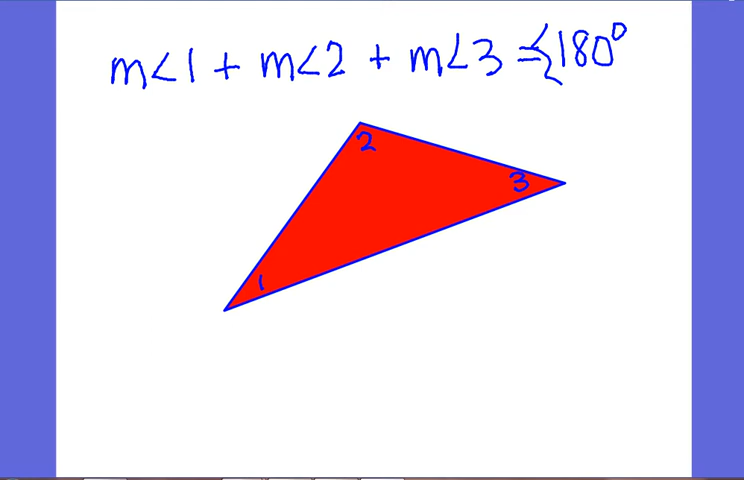 m<1 + m<2 + m<3 = 180°
2
3
1